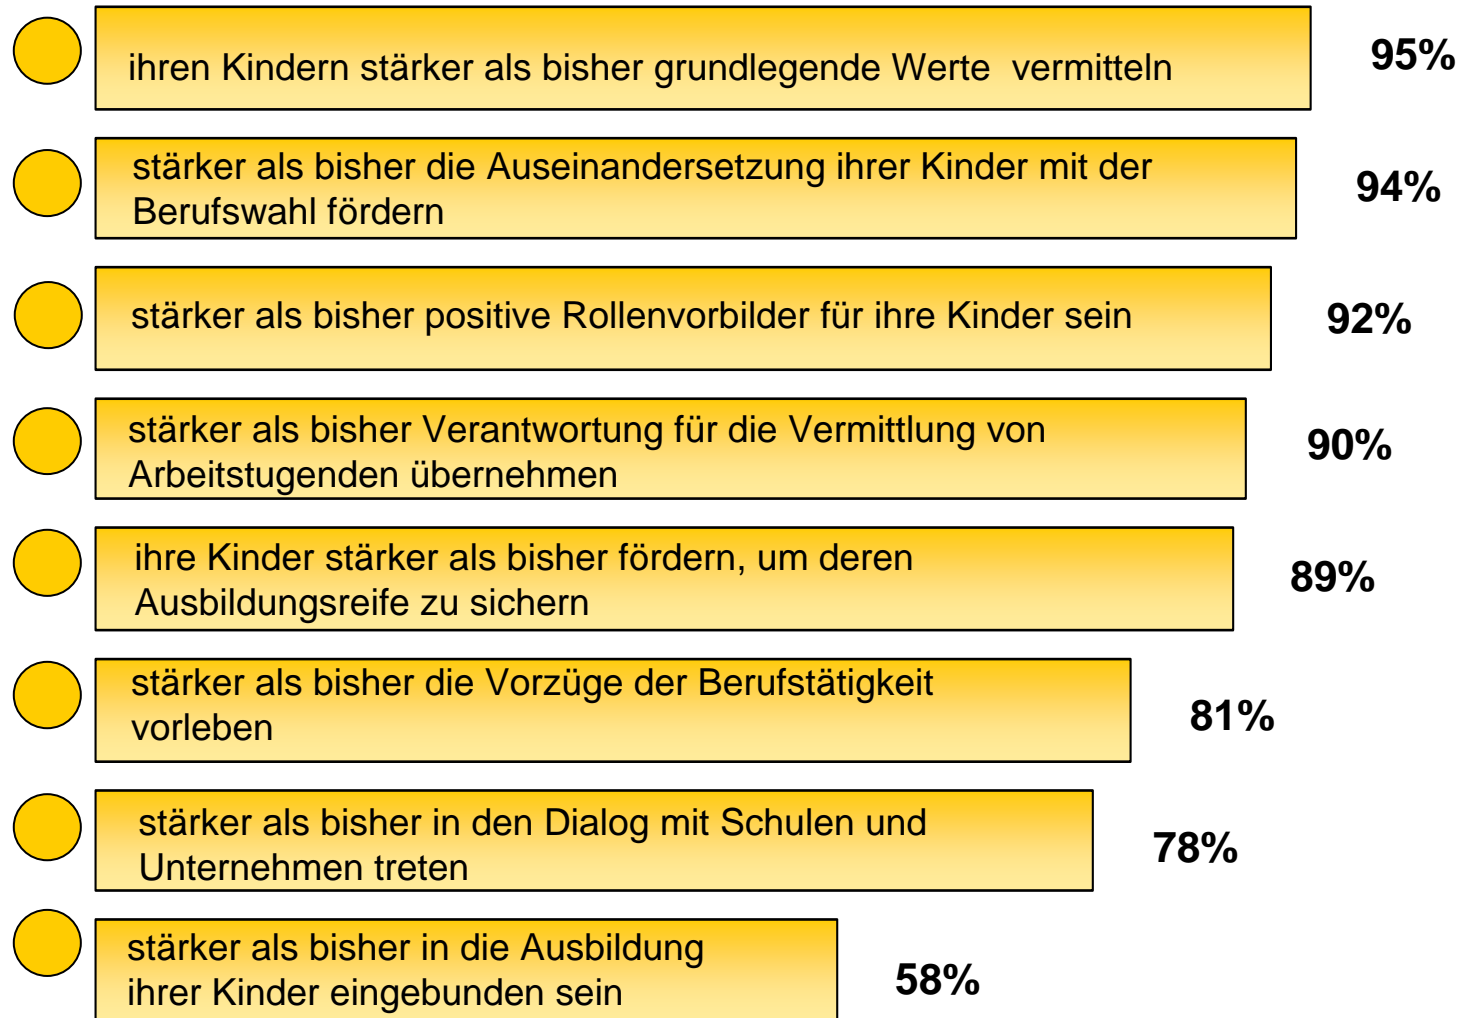 ihren Kindern stärker als bisher grundlegende Werte  vermitteln
95%
stärker als bisher die Auseinandersetzung ihrer Kinder mit der
Berufswahl fördern
94%
stärker als bisher positive Rollenvorbilder für ihre Kinder sein
92%
stärker als bisher Verantwortung für die Vermittlung von
Arbeitstugenden übernehmen
90%
ihre Kinder stärker als bisher fördern, um deren
Ausbildungsreife zu sichern
89%
stärker als bisher die Vorzüge der Berufstätigkeit
vorleben
81%
stärker als bisher in den Dialog mit Schulen und
Unternehmen treten
78%
stärker als bisher in die Ausbildung
ihrer Kinder eingebunden sein
58%